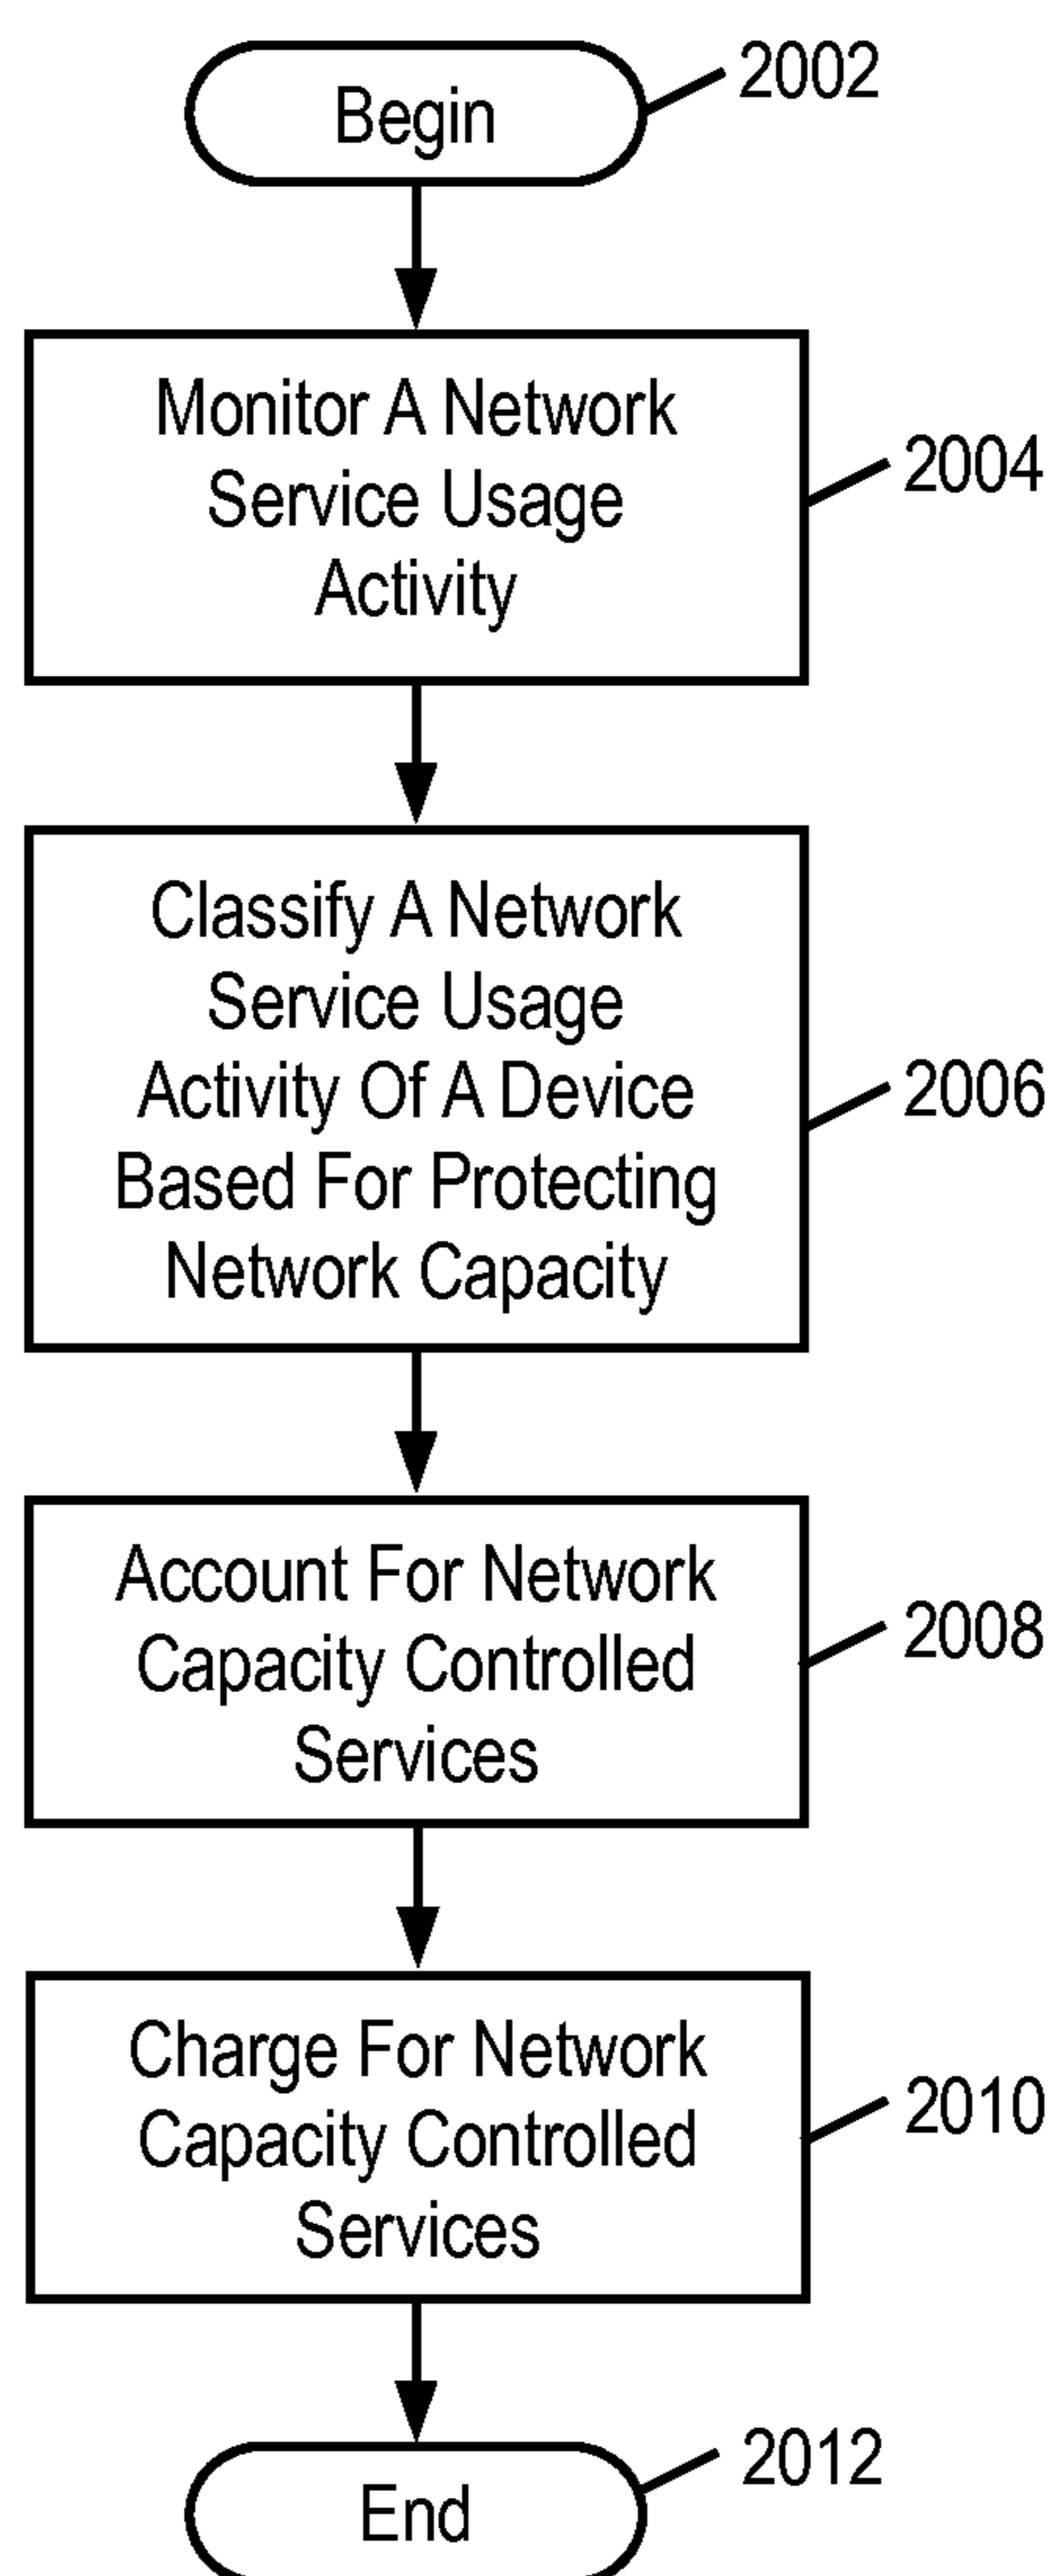 Begin
2002
Monitor A Network
Service Usage
Activity
2004
Classify A Network
Service Usage
Activity Of A Device
Based For Protecting
Network Capacity
2006
Account For Network
Capacity Controlled
Services
2008
Charge For Network
Capacity Controlled
Services
2010
End
2012